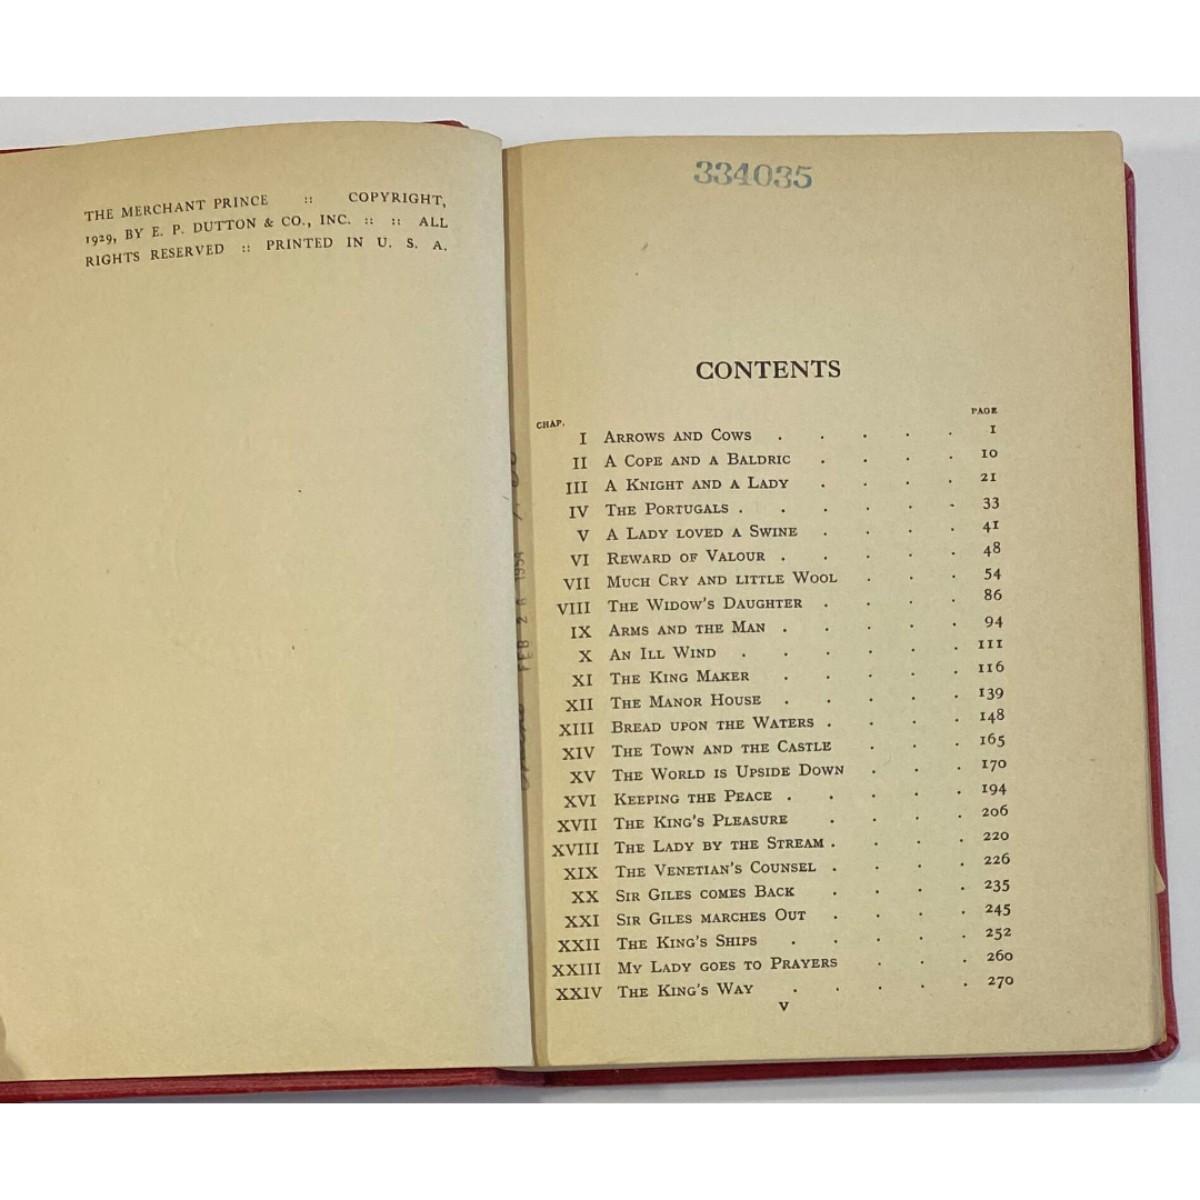 THE MERCHANT PRINCE :: COPYRIGHT,
1929, BY E. P. DUTTON & CO., INC. :: :: ALL
RIGHTS RESERVED :: PRINTED IN U. S. A.
334035
CONTENTS
CHAP. PAGE
I ARROWS AND COWS . . . . . 1
II A COPE AND A BALDRIC . . . . 10
III A KNIGHT AND A LADY . . . . 21
IV THE PORTUGALS . . . . . . 33
V A LADY LOVED A SWINE . . . . 41
VI REWARD OF VALOUR . . . . . 48
VII MUCH CRY AND LITTLE WOOL . . . 54
VIII THE WIDOW'S DAUGHTER . . . . 86
IX ARMS AND THE MAN . . . . . 94
X AN ILL WIND . . . . . . 111
XI THE KING MAKER . . . . . 116
XII THE MANOR HOUSE . . . . . 139
XIII BREAD UPON THE WATERS . . . . 148
XIV THE TOWN AND THE CASTLE . . . 165
XV THE WORLD IS UPSIDE DOWN . . . 170
XVI KEEPING THE PEACE . . . . . 194
XVII THE KING'S PLEASURE . . . . 206
XVIII THE LADY BY THE STREAM . . . . 220
XIX THE VENETIAN'S COUNSEL . . . . 226
XX SIR GILES COMES BACK . . . . 235
XXI SIR GILES MARCHES OUT . . . . 245
XXII THE KING'S SHIPS . . . . . 252
XXIII MY LADY GOES TO PRAYERS . . . 260
XXIV THE KING'S WAY . . . . . 270
V
FEB 28 1954